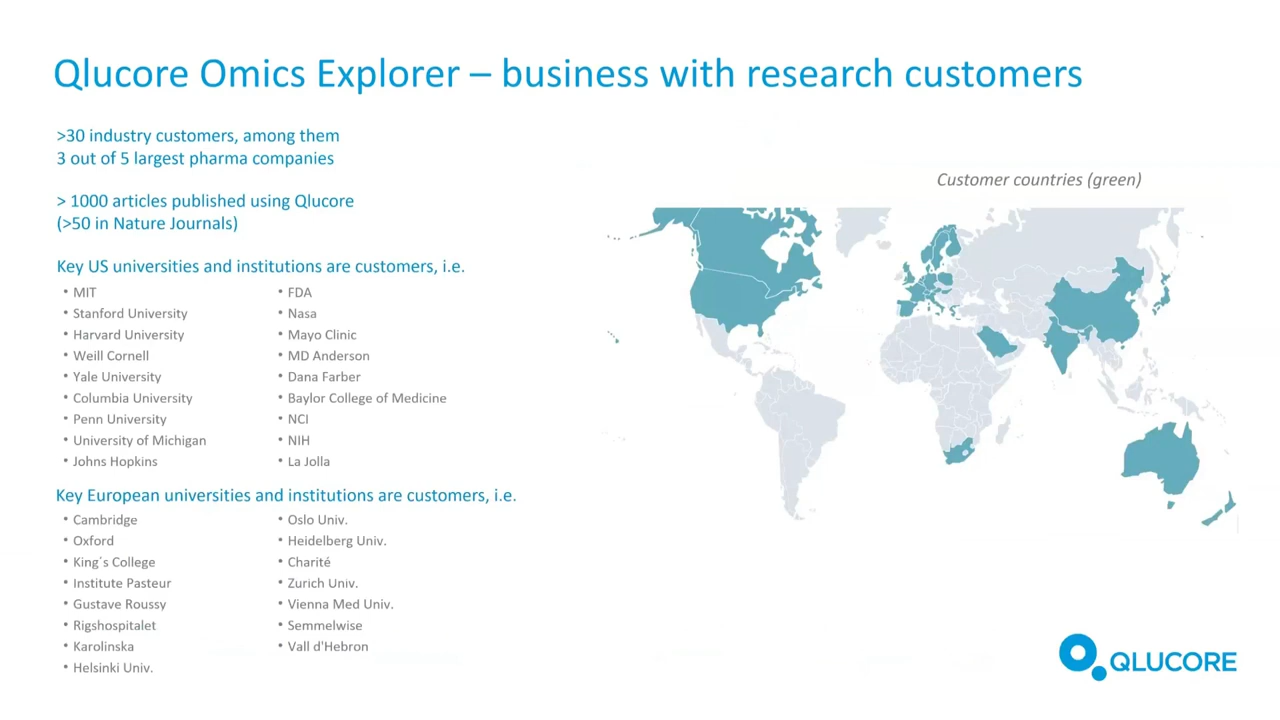 Qlucore Omics Explorer – business with research customers
>30 industry customers, among them
3 out of 5 largest pharma companies
> 1000 articles published using Qlucore
(>50 in Nature Journals)
Key US universities and institutions are customers, i.e.
• MIT
• Stanford University
• Harvard University
• Weill Cornell
• Yale University
• Columbia University
• Penn University
• University of Michigan
• Johns Hopkins
• FDA
• Nasa
• Mayo Clinic
• MD Anderson
• Dana Farber
• Baylor College of Medicine
• NCI
• NIH
• La Jolla
Key European universities and institutions are customers, i.e.
• Cambridge
• Oxford
• King´s College
• Institute Pasteur
• Gustave Roussy
• Rigshospitalet
• Karolinska
• Helsinki Univ.
• Oslo Univ.
• Heidelberg Univ.
• Charité
• Zurich Univ.
• Vienna Med Univ.
• Semmelwise
• Vall d'Hebron
Customer countries (green)
QLUCORE